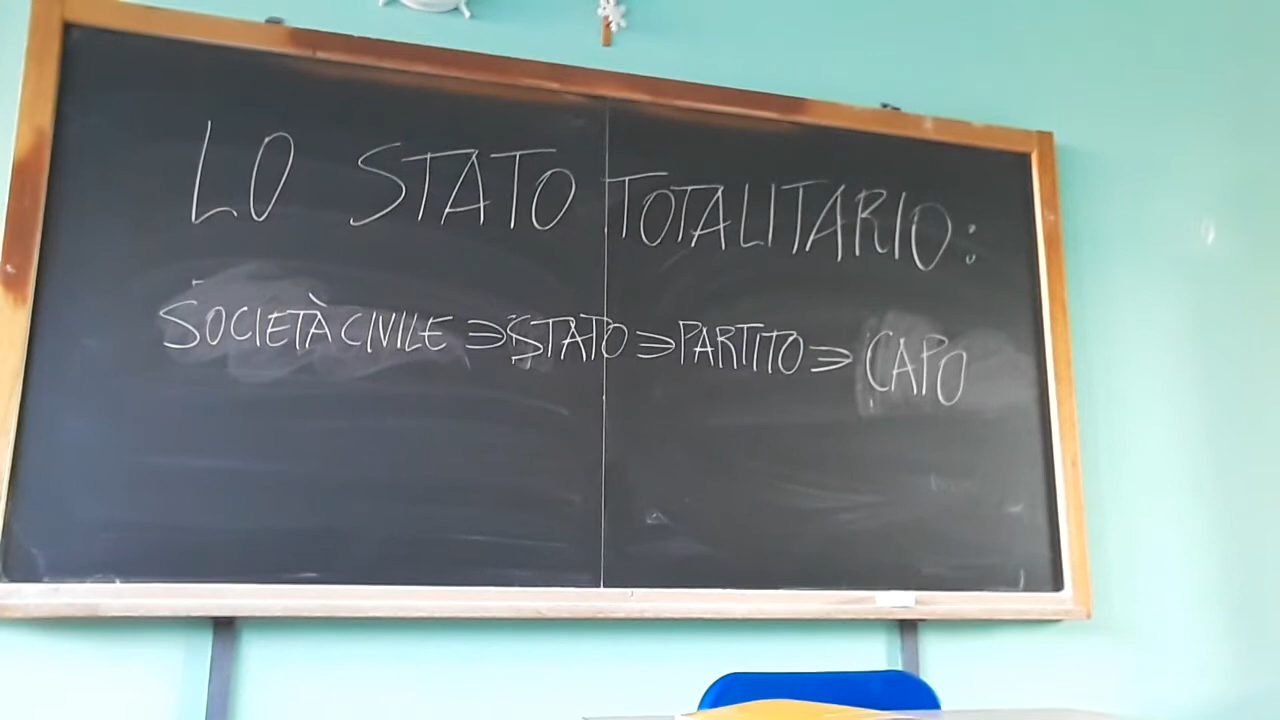 LO STATO TOTALITARIO:
SOCIETÀ CIVILE ⇒ STATO ⇒ PARTITO ⇒ CAPO